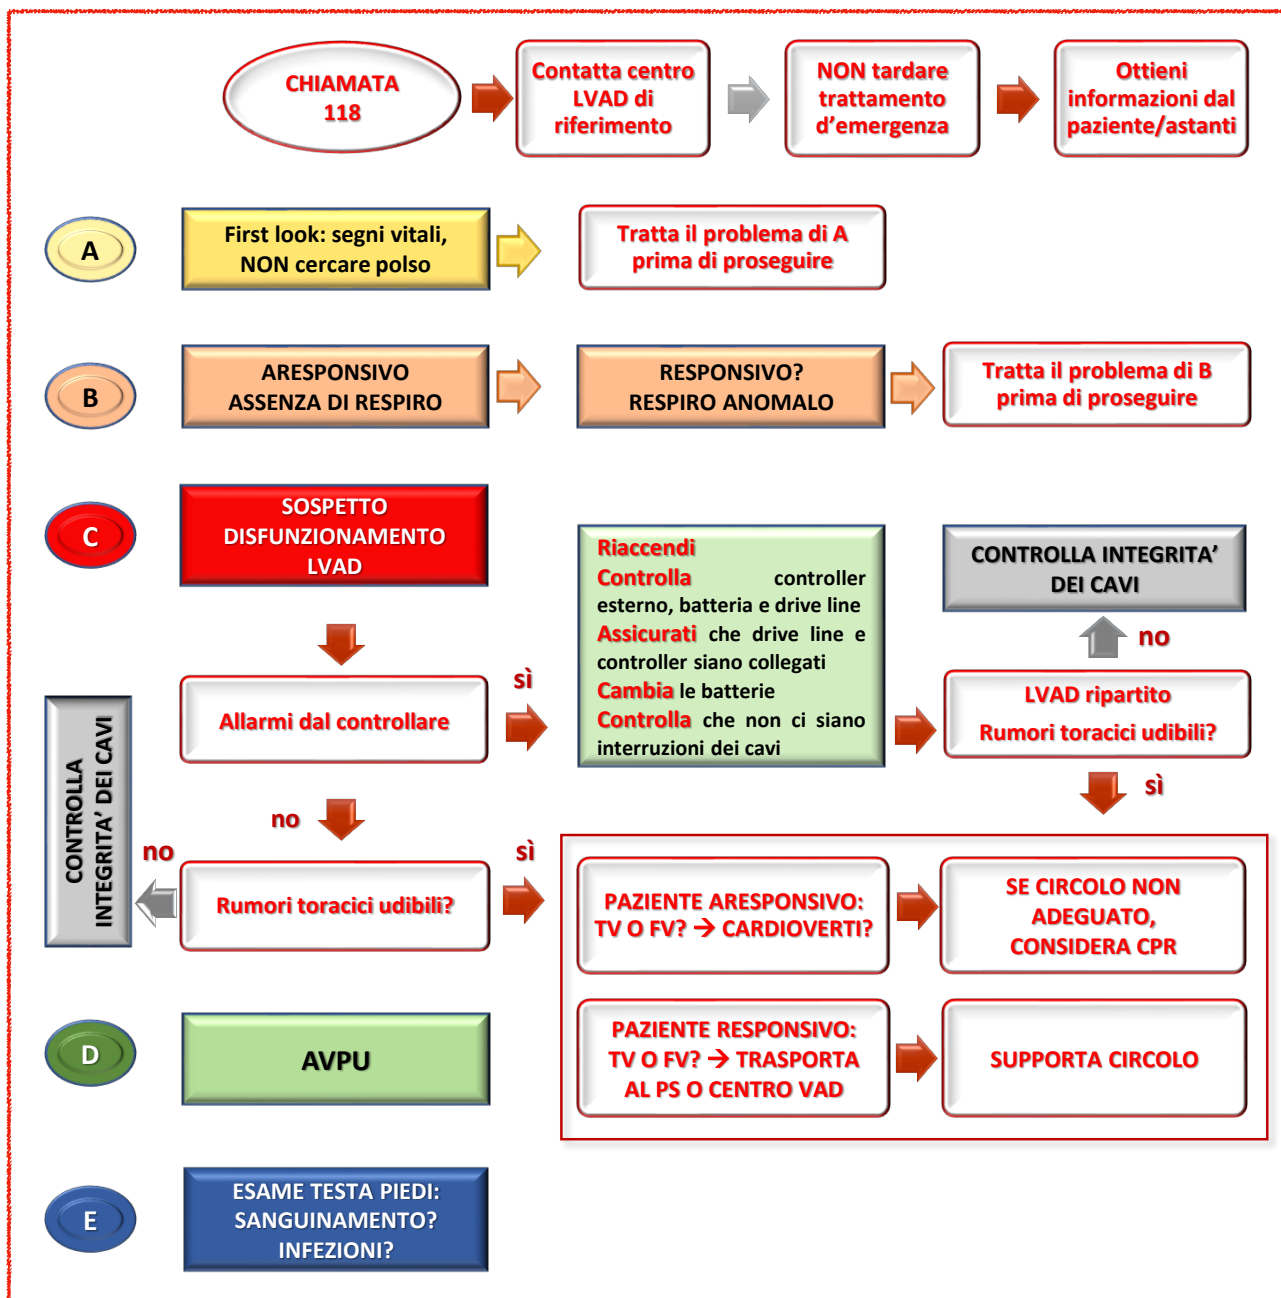 CHIAMATA
118
Contatta centro
LVAD di
riferimento
NON tardare
trattamento
d'emergenza
Ottieni
informazioni dal
paziente/astanti
A
First look: segni vitali,
NON cercare polso
Tratta il problema di A
prima di proseguire
B
ARESPONSIVO
ASSENZA DI RESPIRO
RESPONSIVO?
RESPIRO ANOMALO
Tratta il problema di B
prima di proseguire
C
SOSPETTO
DISFUNZIONAMENTO
LVAD
Riaccendi
Controlla controller
esterno, batteria e drive line
Assicurati che drive line e
controller siano collegati
Cambia le batterie
Controlla che non ci siano
interruzioni dei cavi
CONTROLLA INTEGRITA'
DEI CAVI
no
sì
Allarmi dal controllare
LVAD ripartito
Rumori toracici udibili?
sì
CONTROLLA
INTEGRITA' DEI CAVI
no
no
sì
Rumori toracici udibili?
PAZIENTE ARESPONSIVO:
TV O FV? → CARDIOVERTI?
SE CIRCOLO NON
ADEGUATO,
CONSIDERA CPR
D
AVPU
PAZIENTE RESPONSIVO:
TV O FV? → TRASPORTA
AL PS O CENTRO VAD
SUPPORTA CIRCOLO
E
ESAME TESTA PIEDI:
SANGUINAMENTO?
INFEZIONI?